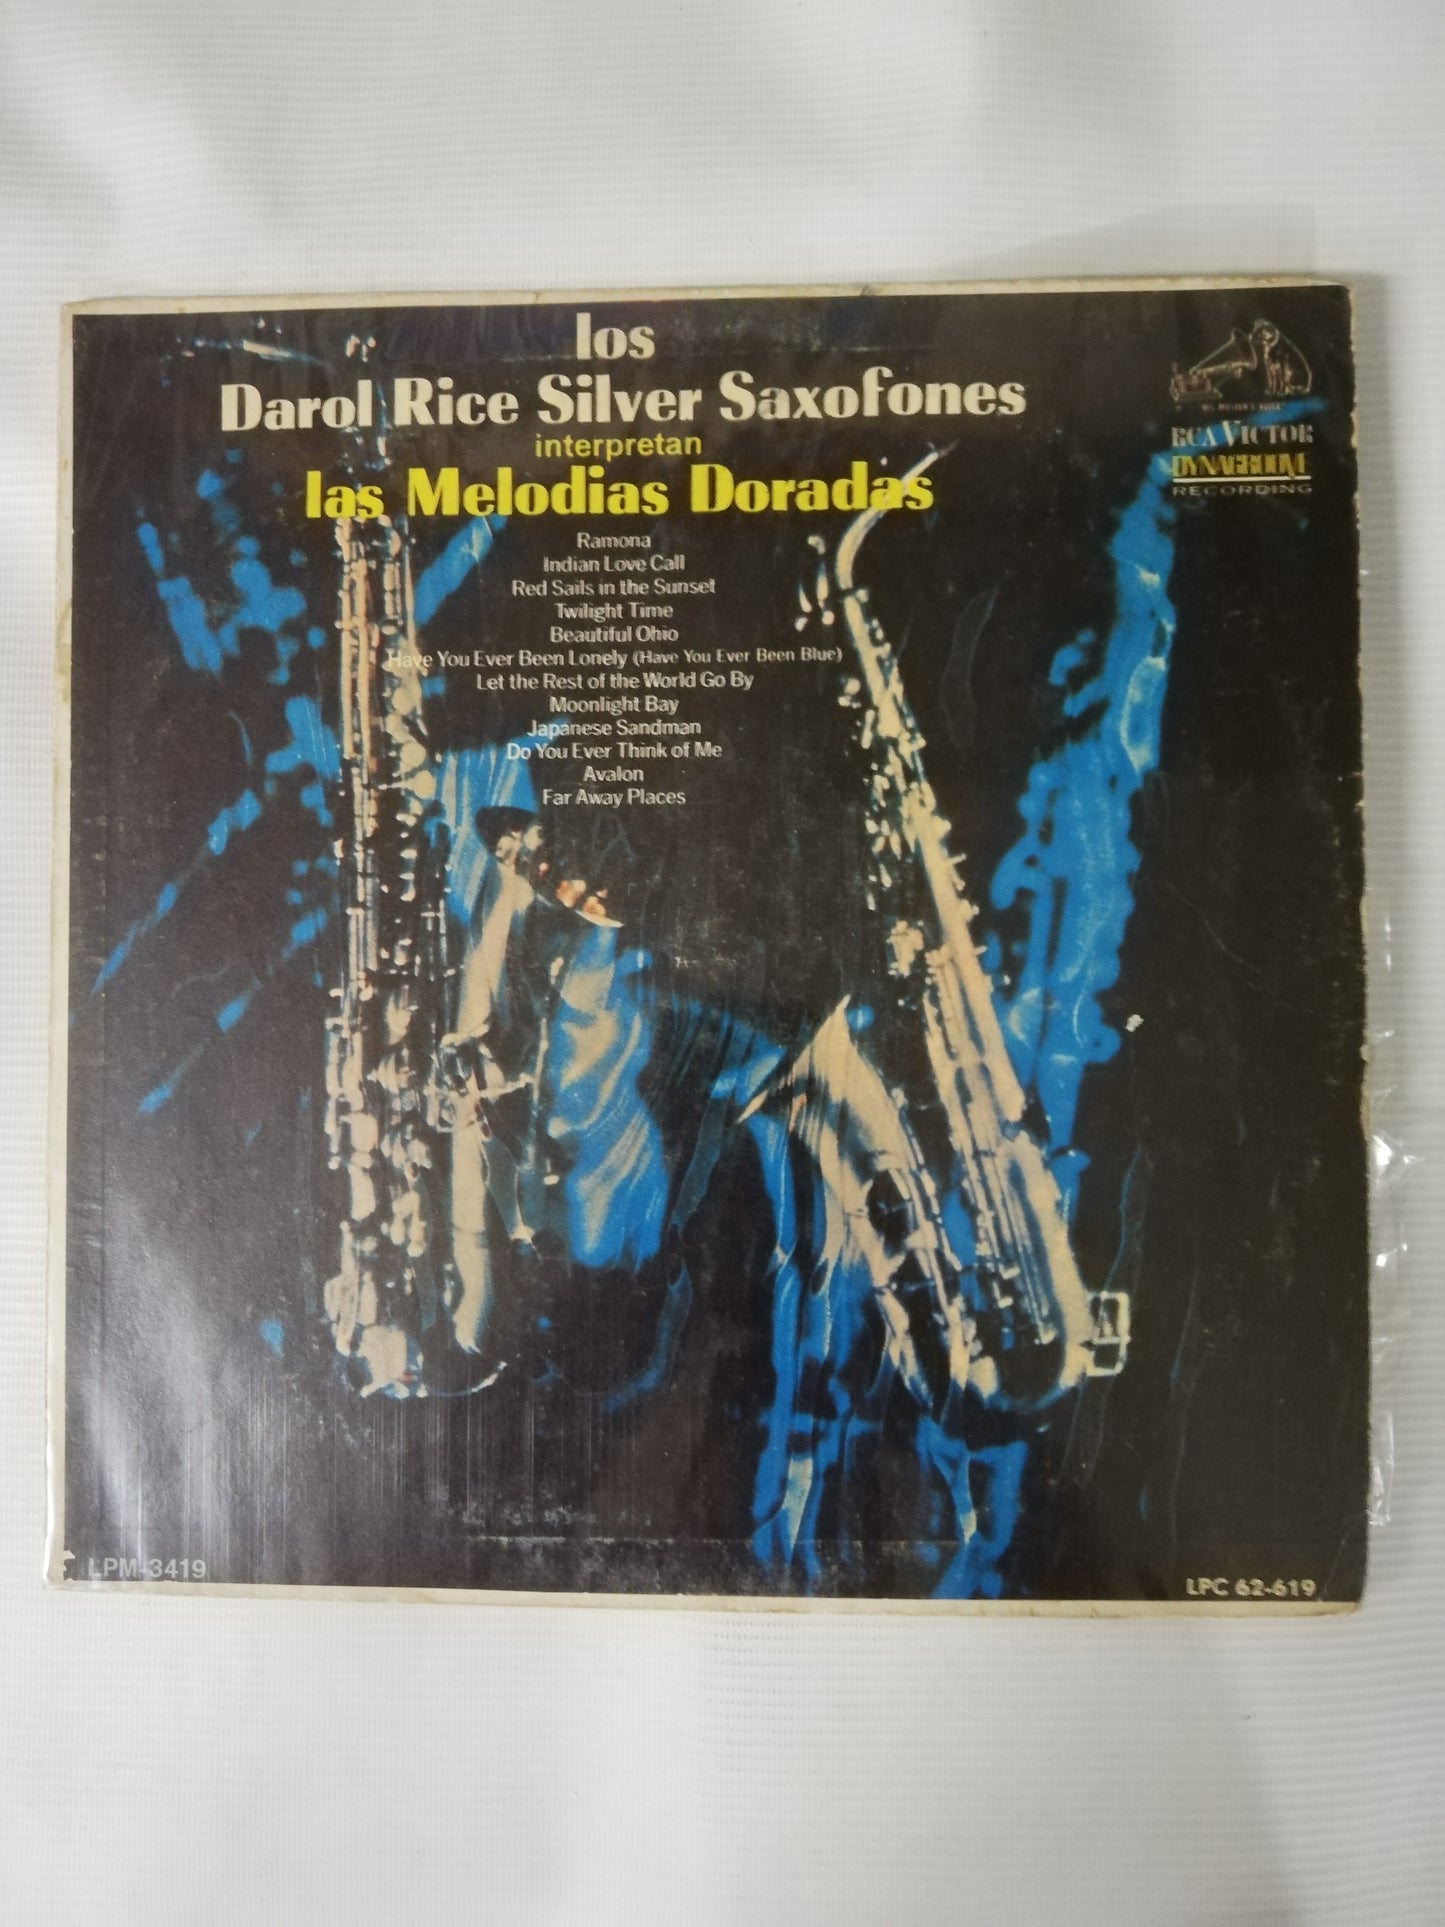 los
Darol Rice Silver Saxofones
interpretan
las Melodias Doradas
Ramona
Indian Love Call
Red Sails in the Sunset
Twilight Time
Beautiful Ohio
Have You Ever Been Lonely (Have You Ever Been Blue)
Let the Rest of the World Go By
Moonlight Bay
Japanese Sandman
Do You Ever Think of Me
Avalon
Far Away Places
"HIS MASTER'S VOICE"
RCA VICTOR
DYNAGROOVE
RECORDING
LPM-3419
LPC 62-619